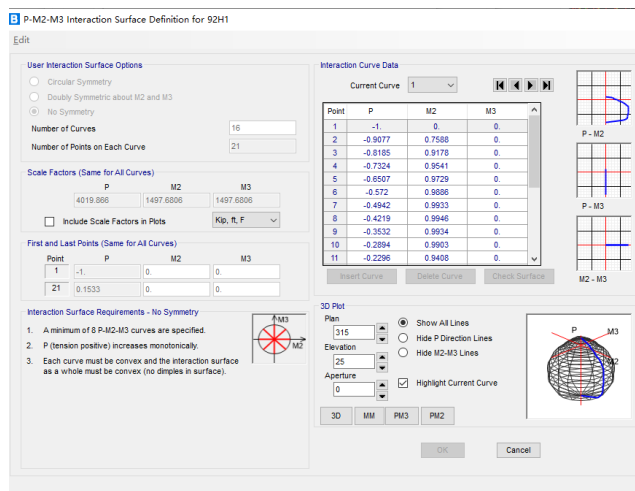 P-M2-M3 Interaction Surface Definition for 92H1
Edit
User Interaction Surface Options
Circular Symmetry
Doubly Symmetric about M2 and M3
No Symmetry
Number of Curves 16
Number of Points on Each Curve 21
Scale Factors (Same for All Curves)
P M2 M3
4019.866 1497.6806 1497.6806
Include Scale Factors in Plots Kip, ft, F
First and Last Points (Same for All Curves)
Point P M2 M3
1 -1. 0. 0.
21 0.1533 0. 0.
Interaction Surface Requirements - No Symmetry
1. A minimum of 8 P-M2-M3 curves are specified.
2. P (tension positive) increases monotonically.
3. Each curve must be convex and the interaction surface
as a whole must be convex (no dimples in surface).
M3
M2
Interaction Curve Data
Current Curve 1
Point P M2 M3
1 -1. 0. 0.
2 -0.9077 0.7588 0.
3 -0.8185 0.9178 0.
4 -0.7324 0.9541 0.
5 -0.6507 0.9729 0.
6 -0.572 0.9886 0.
7 -0.4942 0.9933 0.
8 -0.4219 0.9946 0.
9 -0.3532 0.9934 0.
10 -0.2894 0.9903 0.
11 -0.2296 0.9408 0.
Insert Curve Delete Curve Check Surface
P - M2
P - M3
M2 - M3
3D Plot
Plan
315
Elevation
25
Aperture
0
Show All Lines
Hide P Direction Lines
Hide M2-M3 Lines
Highlight Current Curve
3D MM PM3 PM2
P M3
M2
OK Cancel